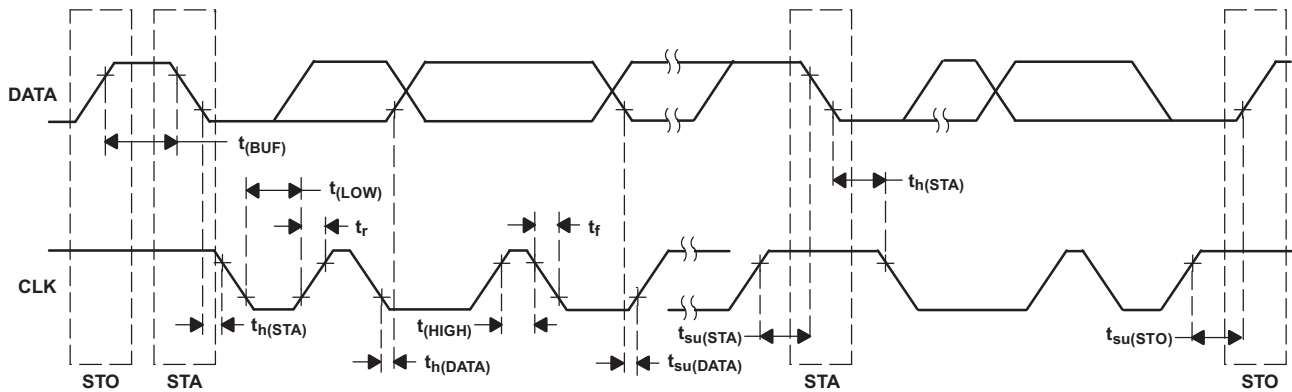 DATA
t(BUF)
t(LOW)
th(STA)
tr
tf
CLK
th(STA)
t(HIGH)
tsu(STA)
tsu(STO)
th(DATA)
tsu(DATA)
STO
STA
STA
STO